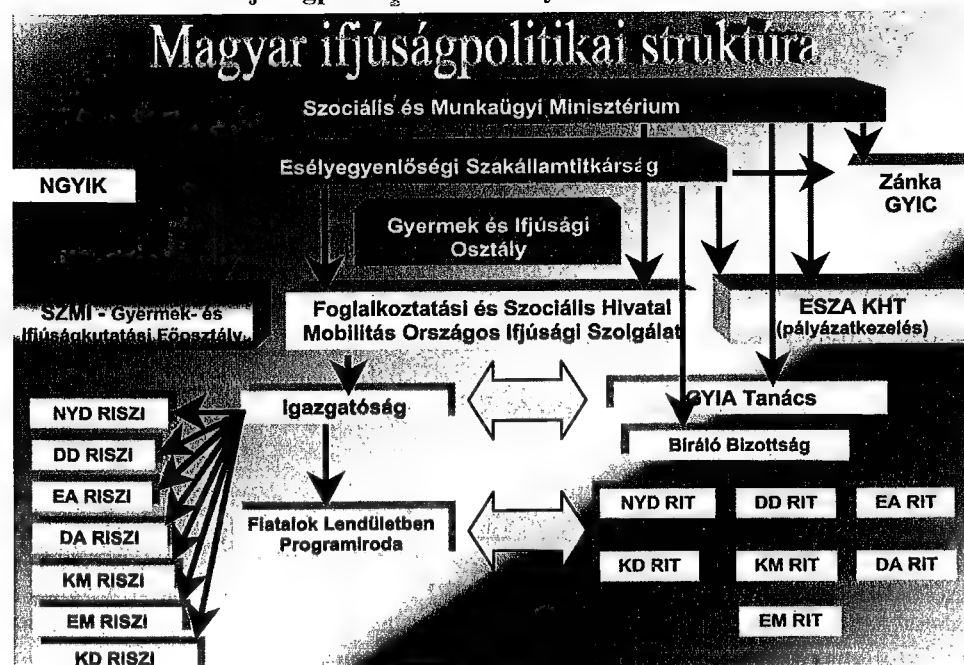 Magyar ifjúságpolitikai struktúra
Szociális és Munkaügyi Minisztérium
Esélyegyenlőségi Szakállamtitkárság
NGYIK
Zánka
GYIC
Gyermek és Ifjúsági
Osztály
SZMI - Gyermek- és
Ifjúságkutatási Főosztály
Foglalkoztatási és Szociális Hivatal
Mobilitás Országos Ifjúsági Szolgálat
ESZA KHT
(pályázatkezelés)
Igazgatóság
GYIA Tanács
Bíráló Bizottság
NYD RISZI
DD RISZI
EA RISZI
DA RISZI
KM RISZI
EM RISZI
KD RISZI
Fiatalok Lendületben
Programiroda
NYD RIT
DD RIT
EA RIT
KD RIT
KM RIT
DA RIT
EM RIT